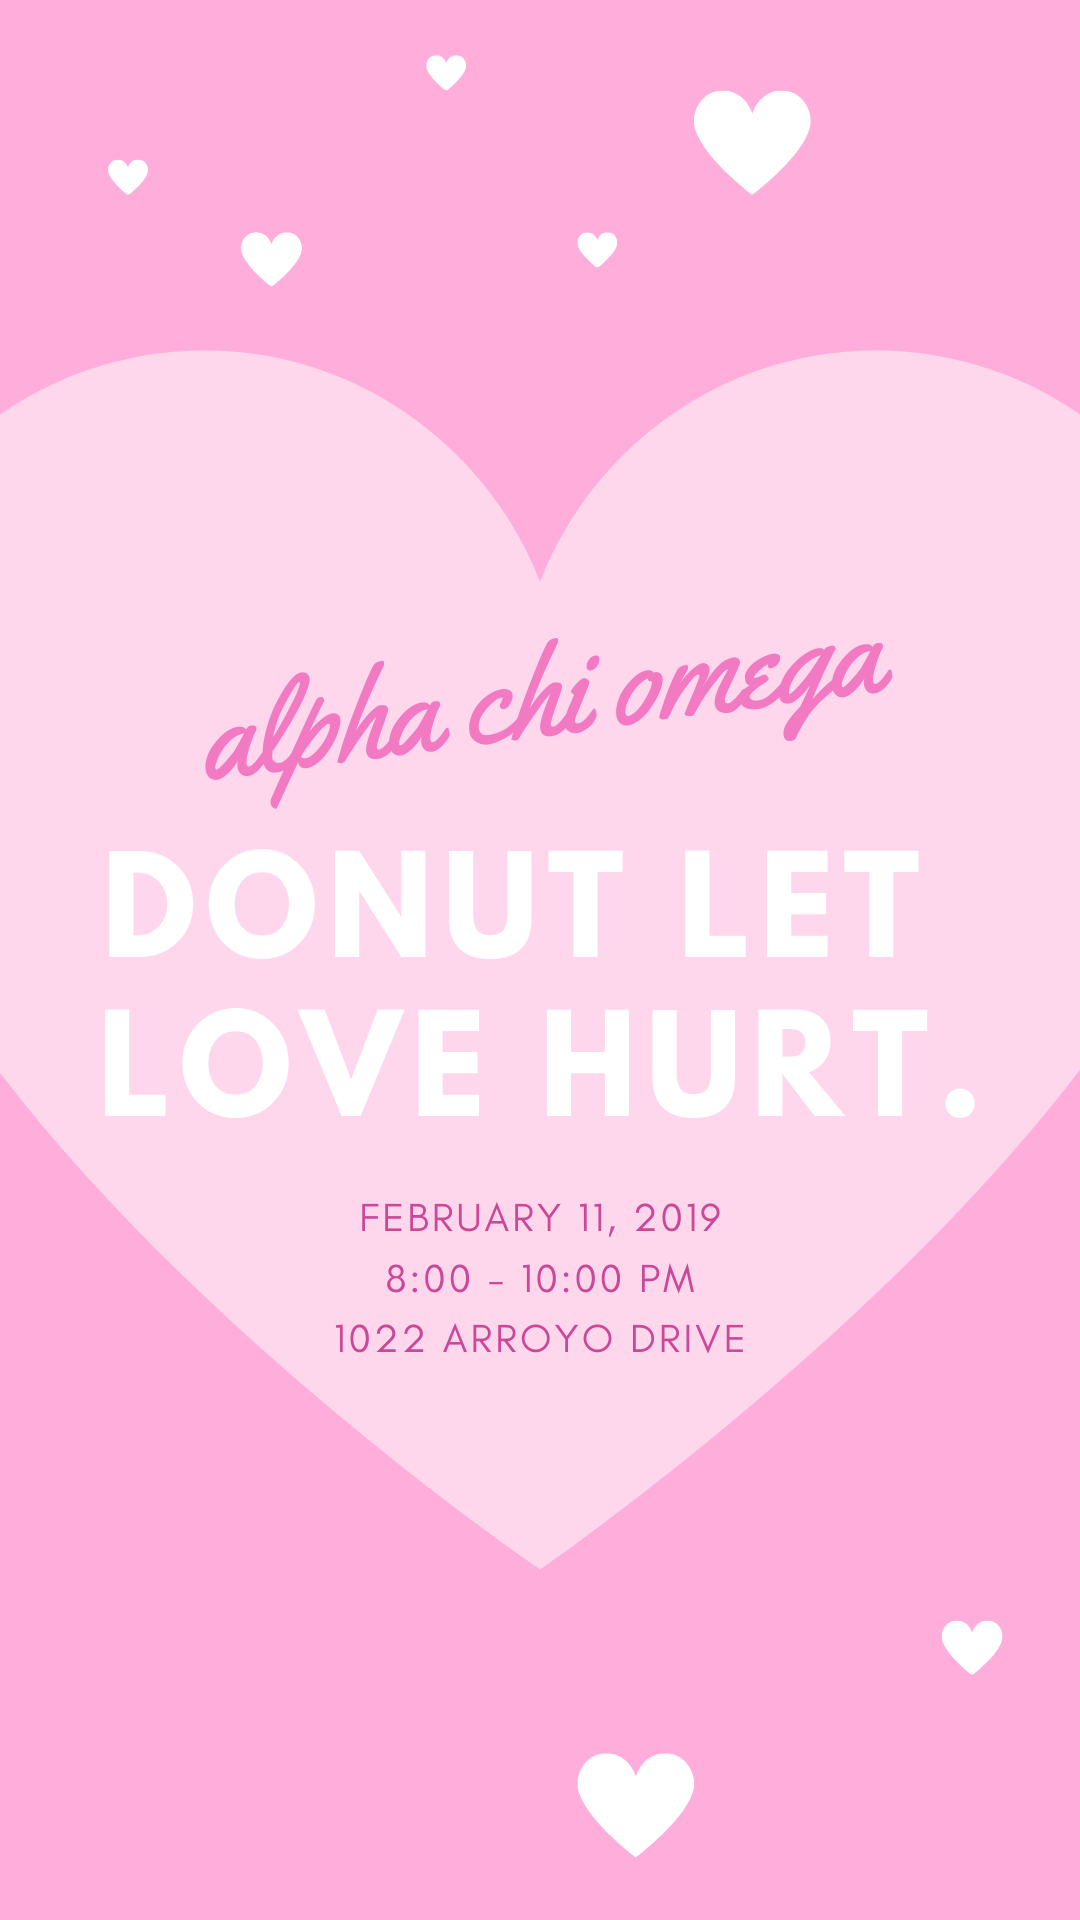 alpha chi omega
DONUT LET
LOVE HURT.
FEBRUARY 11, 2019
8:00 - 10:00 PM
1022 ARROYO DRIVE